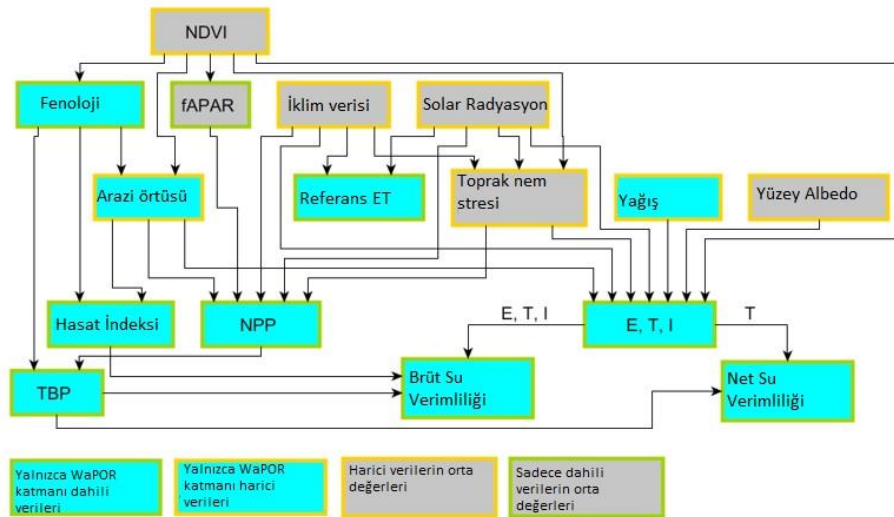 NDVI
Fenoloji
fAPAR
İklim verisi
Solar Radyasyon
Arazi örtüsü
Referans ET
Toprak nem
stresi
Yağış
Yüzey Albedo
Hasat İndeksi
NPP
E, T, I
E, T, I
T
TBP
Brüt Su
Verimliliği
Net Su
Verimliliği
Yalnızca WaPOR
katmanı dahili
verileri
Yalnızca WaPOR
katmanı harici
verileri
Harici verilerin orta
değerleri
Sadece dahili
verilerin orta
değerleri